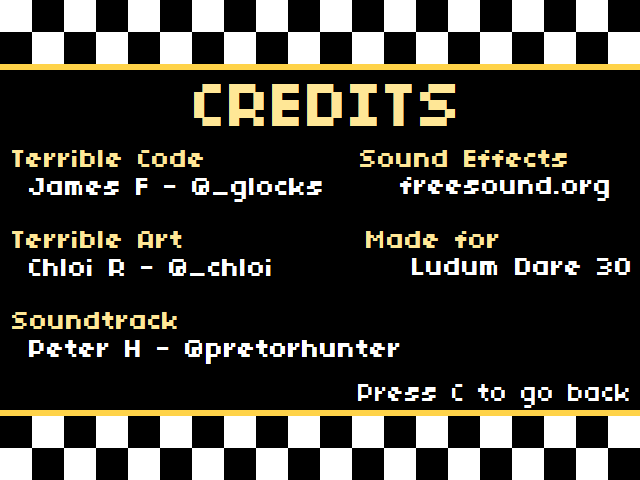 CREDITS
Terrible Code
James F - @_glocks
Sound Effects
freesound.org
Terrible Art
Chloi R - @_chloi
Made for
Ludum Dare 30
Soundtrack
Peter H - @pretorhunter
Press C to go back